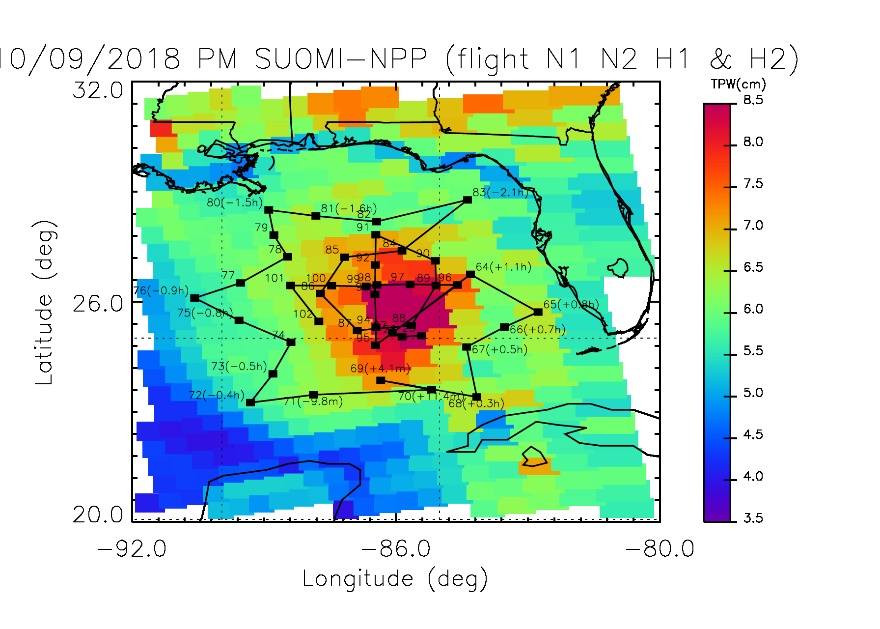 10/09/2018 PM SUOMI-NPP (flight N1 N2 H1 & H2)
TPW(cm)
32.0
26.0
20.0
Latitude (deg)
-92.0
-86.0
-80.0
Longitude (deg)
8.5
8.0
7.5
7.0
6.5
6.0
5.5
5.0
4.5
4.0
3.5
83(-2.1h)
80(-1.5h)
81(-1.6h)
82
79
91
84
78
85
92
90
64(+1.1h)
77
101
100
99
97
89
96
86
76(-0.9h)
65(+0.8h)
75(-0.8h)
102
94
88
87
66(+0.7h)
74
95
67(+0.5h)
73(-0.5h)
69(+4.1m)
72(-0.4h)
71(-9.8m)
70(+11.4m)
68(+0.3h)